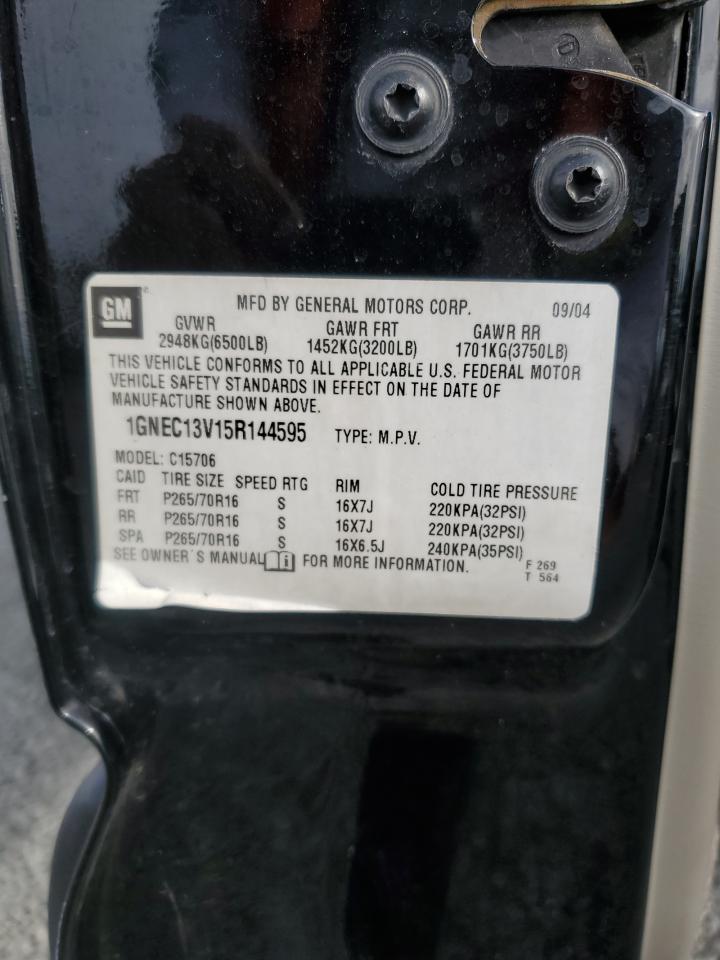 GM
MFD BY GENERAL MOTORS CORP. 09/04
GVWR GAWR FRT GAWR RR
2948KG(6500LB) 1452KG(3200LB) 1701KG(3750LB)
THIS VEHICLE CONFORMS TO ALL APPLICABLE U.S. FEDERAL MOTOR
VEHICLE SAFETY STANDARDS IN EFFECT ON THE DATE OF
MANUFACTURE SHOWN ABOVE.
1GNEC13V15R144595 TYPE: M.P.V.
MODEL: C15706
CAID TIRE SIZE SPEED RTG RIM COLD TIRE PRESSURE
FRT P265/70R16 S 16X7J 220KPA(32PSI)
RR P265/70R16 S 16X7J 220KPA(32PSI)
SPA P265/70R16 S 16X6.5J 240KPA(35PSI)
SEE OWNER'S MANUAL i FOR MORE INFORMATION. F 269
T 564